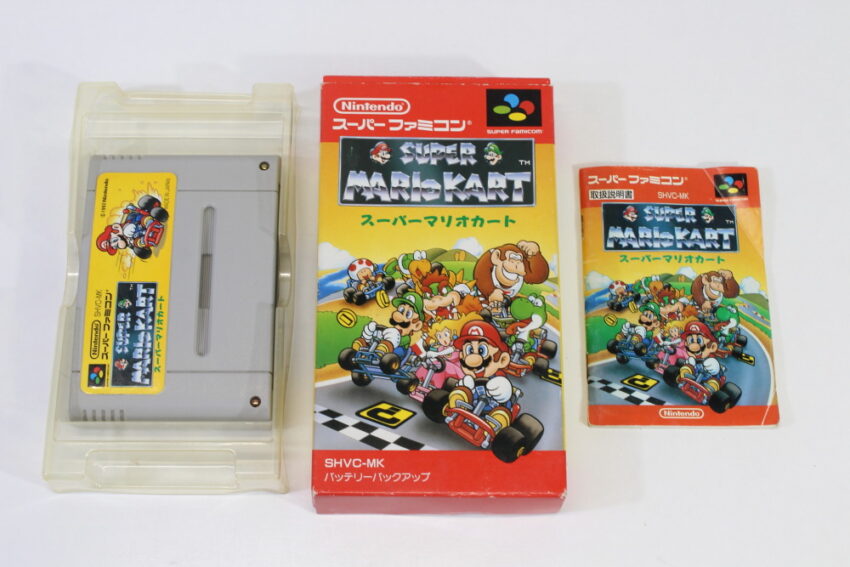 © 1992 Nintendo
Nintendo SHVC-MK
スーパーファミコン
SUPER
MARIO KART
スーパーマリオカート
Nintendo
スーパーファミコン®
SUPER FAMICOM
SUPER
MARIO KART™
スーパーマリオカート
SHVC-MK
バッテリーバックアップ
スーパーファミコン
取扱説明書 SHVC-MK
SUPER
MARIO KART
スーパーマリオカート
Nintendo